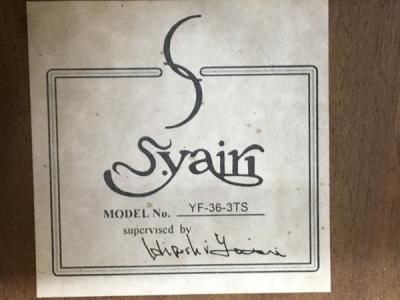 S.yairi
MODEL No. YF-36-3TS
supervised by
Hiroshi Yairi